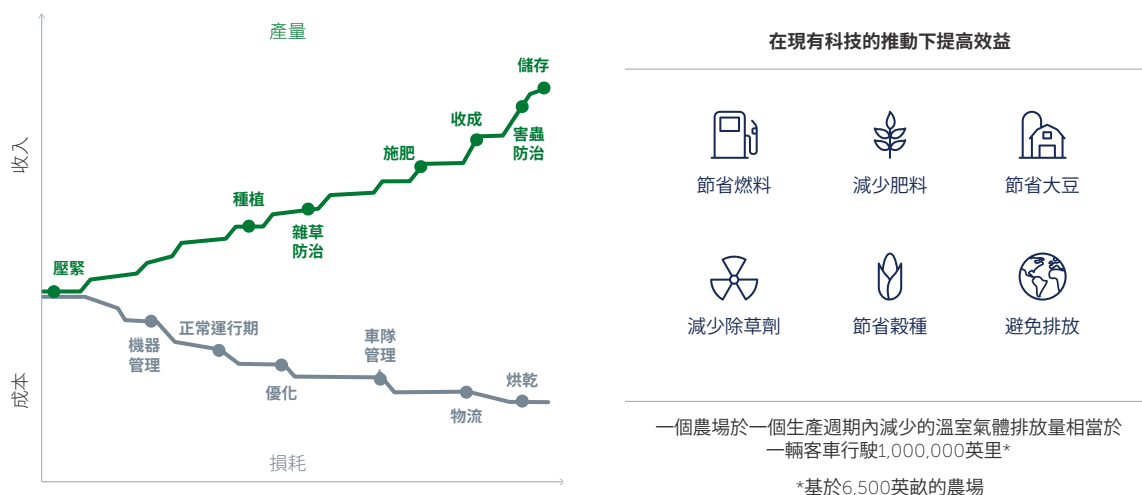 產量
收入
成本
損耗
壓緊
種植
雜草
防治
施肥
收成
儲存
害蟲
防治
機器
管理
正常運行期
優化
車隊
管理
物流
烘乾
在現有科技的推動下提高效益
節省燃料
減少肥料
節省大豆
減少除草劑
節省穀種
避免排放
一個農場於一個生產週期內減少的溫室氣體排放量相當於
一輛客車行駛1,000,000英里*
*基於6,500英畝的農場